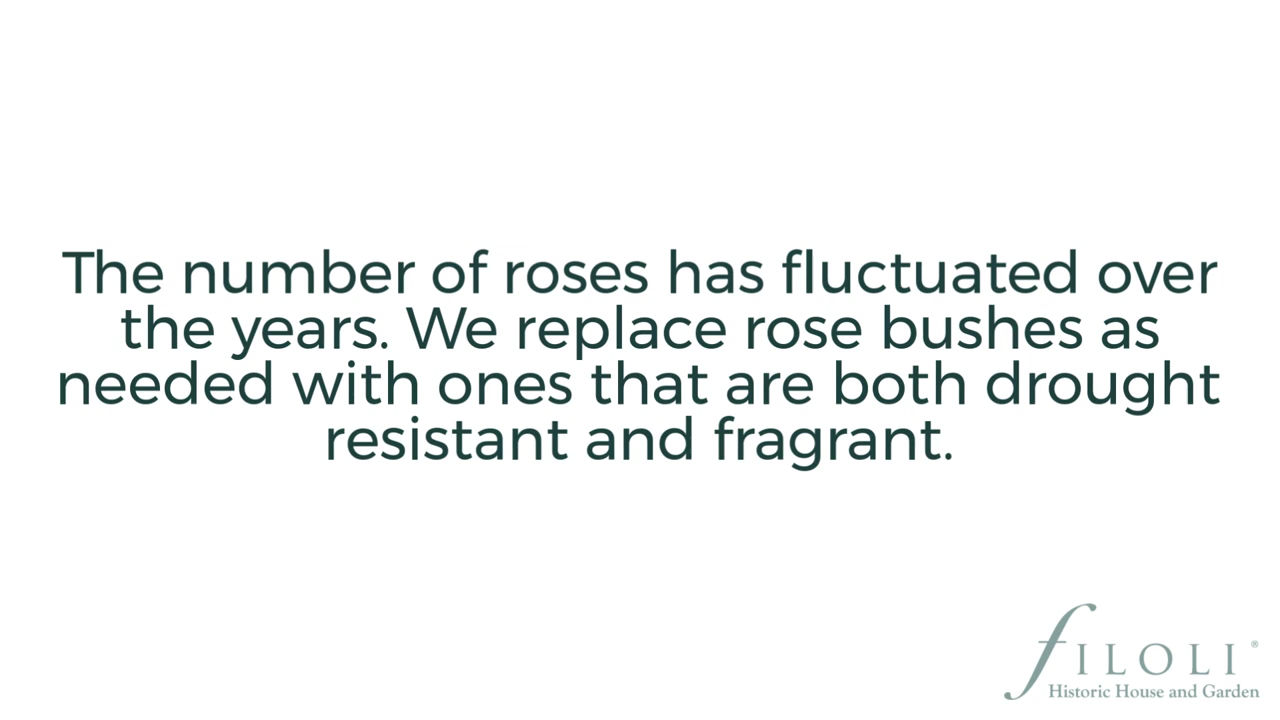 The number of roses has fluctuated over
the years. We replace rose bushes as
needed with ones that are both drought
resistant and fragrant.
FILOLI ®
Historic House and Garden